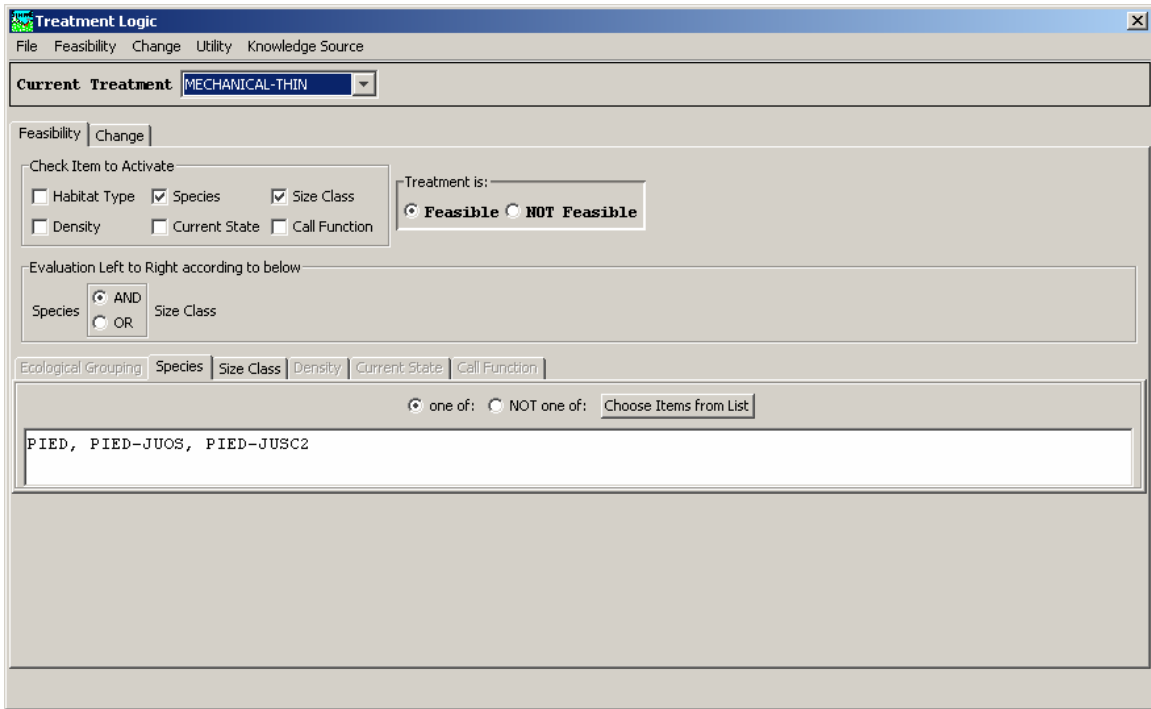 Treatment Logic
File Feasibility Change Utility Knowledge Source
Current Treatment MECHANICAL-THIN
Feasibility Change
Check Item to Activate
Habitat Type Species Size Class
Density Current State Call Function
Treatment is:
Feasible NOT Feasible
Evaluation Left to Right according to below
Species AND OR Size Class
Ecological Grouping Species Size Class Density Current State Call Function
one of: NOT one of: Choose Items from List
PIED, PIED-JUOS, PIED-JUSC2